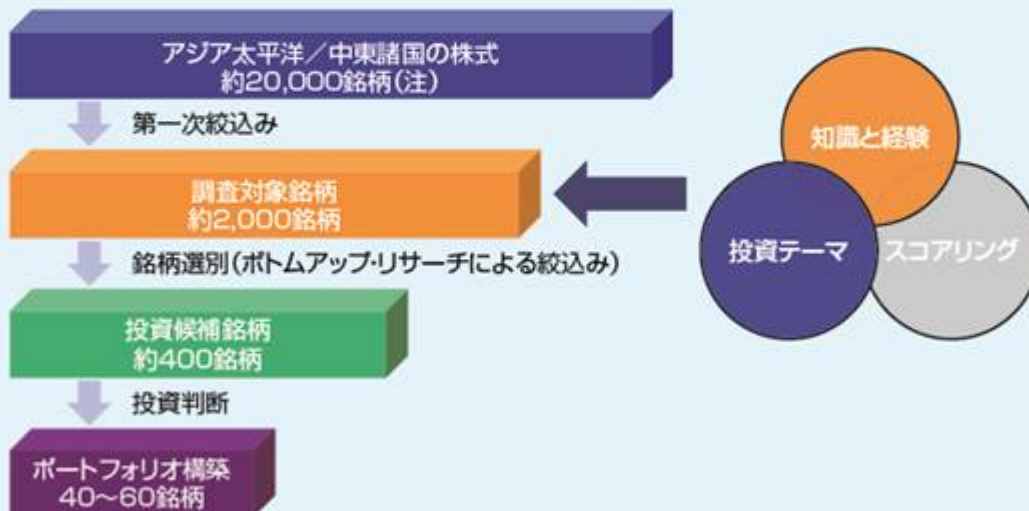 アジア太平洋／中東諸国の株式
約20,000銘柄(注)
第一次絞込み
調査対象銘柄
約2,000銘柄
銘柄選別(ボトムアップ・リサーチによる絞込み)
投資候補銘柄
約400銘柄
投資判断
ポートフォリオ構築
40〜60銘柄
知識と経験
投資テーマ
スコアリング